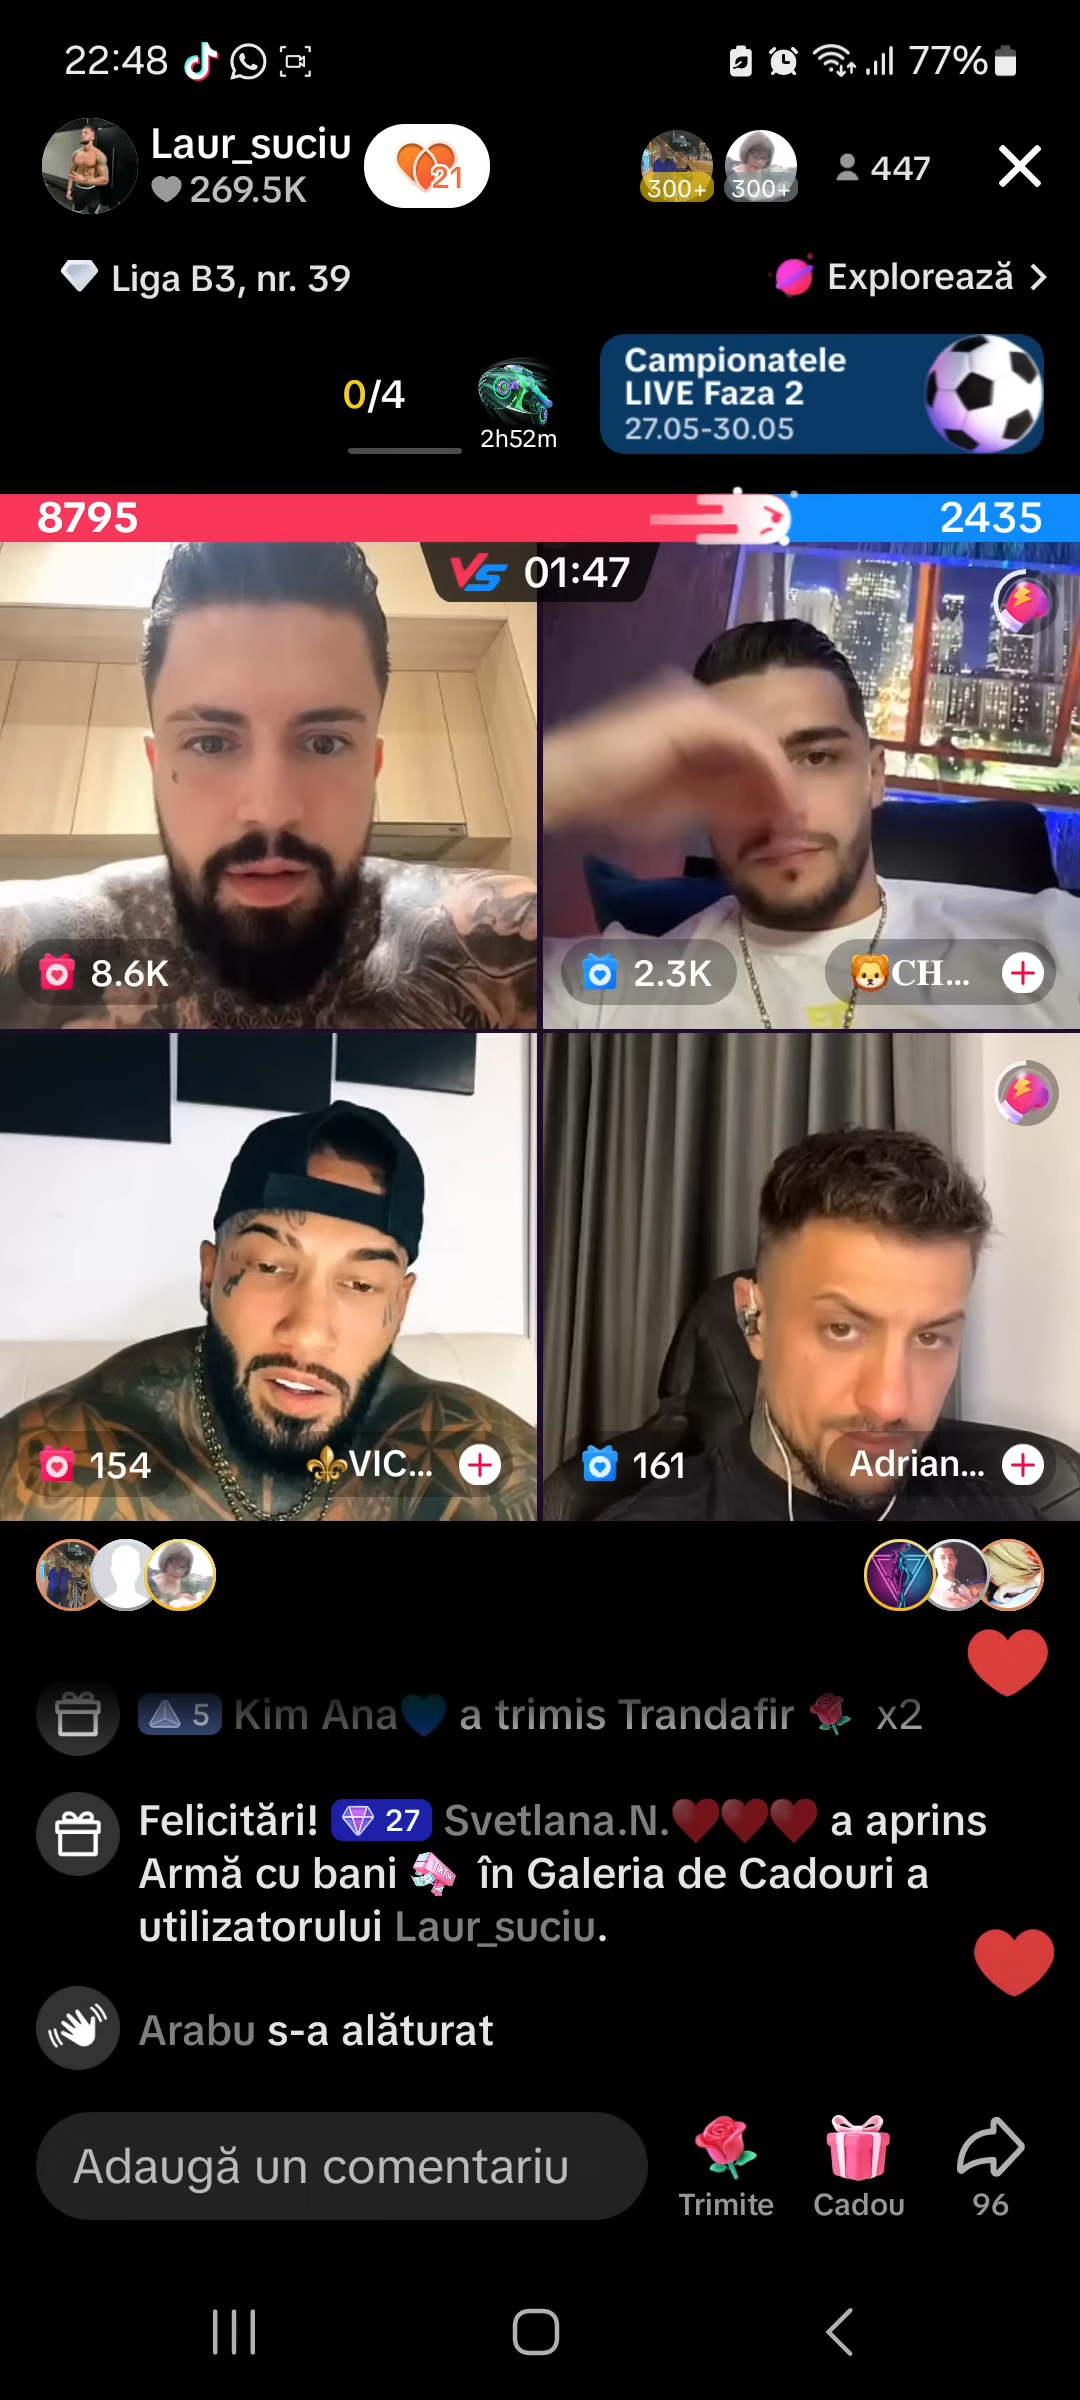 22:48 77%
Laur_suciu
269.5K
21
300+ 300+ 447
Liga B3, nr. 39
Explorează
0/4
2h52m
Campionatele
LIVE Faza 2
27.05-30.05
8795 2435
VS 01:47
8.6K
2.3K CH...
154 VIC...
161 Adrian...
5 Kim Ana a trimis Trandafir x2
Felicitări! 27 Svetlana.N. a aprins
Armă cu bani în Galeria de Cadouri a
utilizatorului Laur_suciu.
Arabu s-a alăturat
Adaugă un comentariu
Trimite Cadou 96